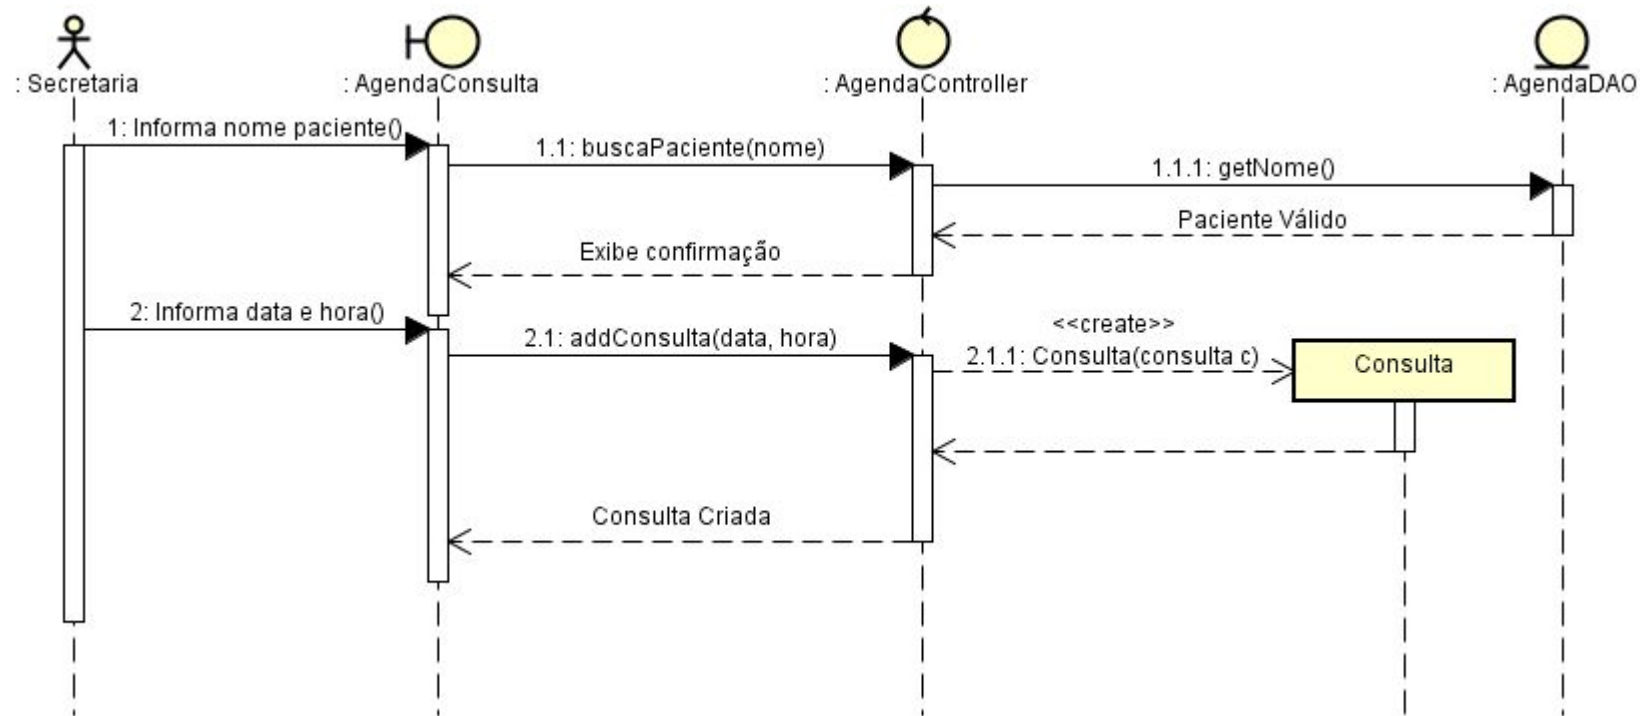 : Secretaria
: AgendaConsulta
: AgendaController
: AgendaDAO
1: Informa nome paciente()
1.1: buscaPaciente(nome)
1.1.1: getNome()
Paciente Válido
Exibe confirmação
2: Informa data e hora()
2.1: addConsulta(data, hora)
<<create>>
2.1.1: Consulta(consulta c)
Consulta
Consulta Criada